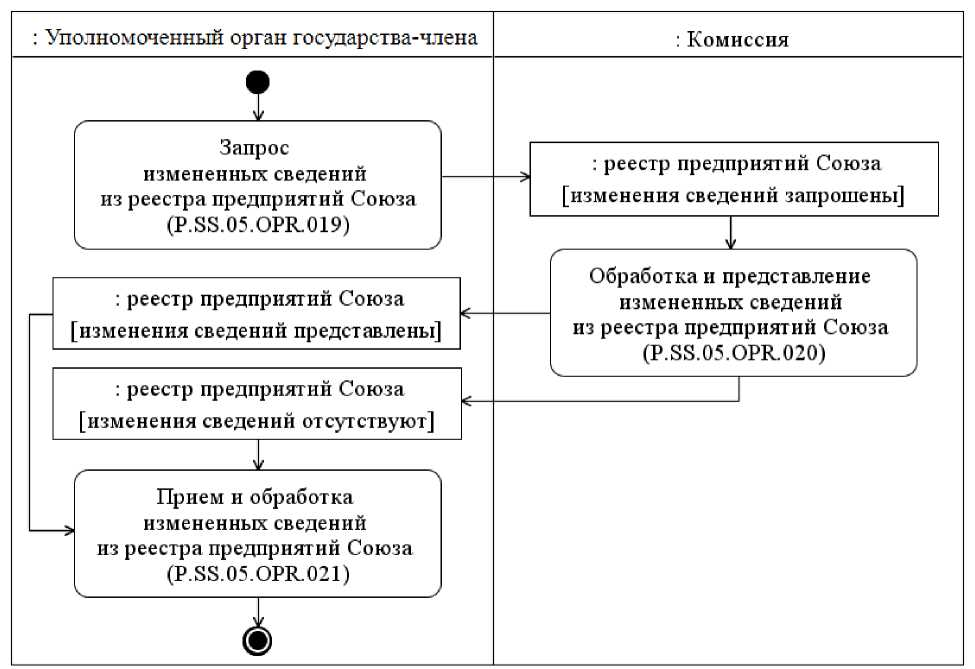 : Уполномоченный орган государства-члена
: Комиссия
Запрос
измененных сведений
из реестра предприятий Союза
(P.SS.05.OPR.019)
: реестр предприятий Союза
[изменения сведений запрошены]
Обработка и представление
измененных сведений
из реестра предприятий Союза
(P.SS.05.OPR.020)
: реестр предприятий Союза
[изменения сведений представлены]
: реестр предприятий Союза
[изменения сведений отсутствуют]
Прием и обработка
измененных сведений
из реестра предприятий Союза
(P.SS.05.OPR.021)